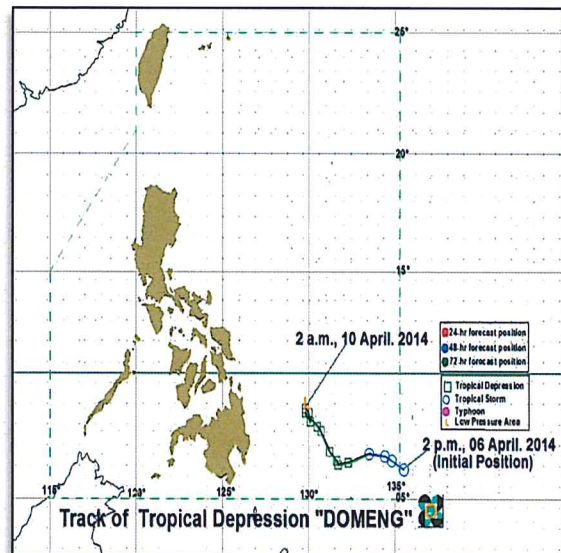 25°
20°
15°
2 a.m., 10 April. 2014
24-hr forecast position
48-hr forecast position
72-hr forecast position
Tropical Depression
Tropical Storm
Typhoon
L Low Pressure Area
2 p.m., 06 April. 2014
(Initial Position)
115° 120° 125° 130° 135° 05°
Track of Tropical Depression "DOMENG"